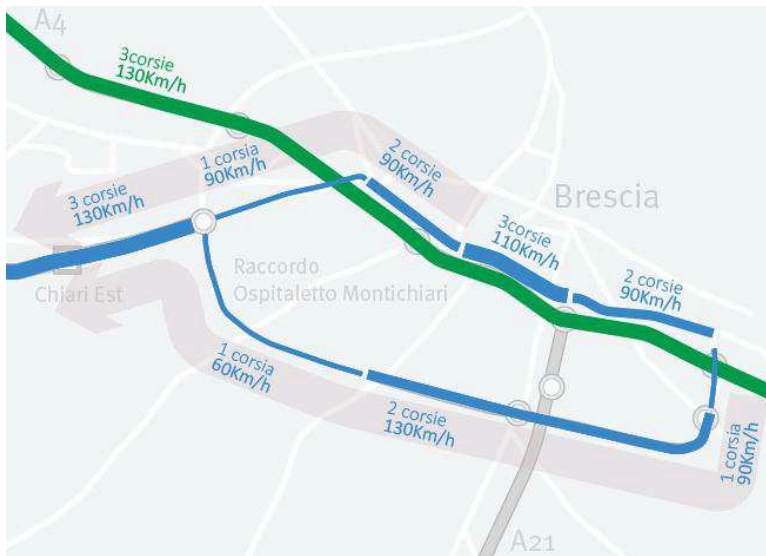 A4
3corsie
130Km/h
1 corsia
90Km/h
2 corsie
90Km/h
3 corsie
130Km/h
Brescia
3corsie
110Km/h
2 corsie
90Km/h
Raccordo
Ospitaletto Montichiari
Chiari Est
1 corsia
60Km/h
2 corsie
130Km/h
1 corsia
90Km/h
A21